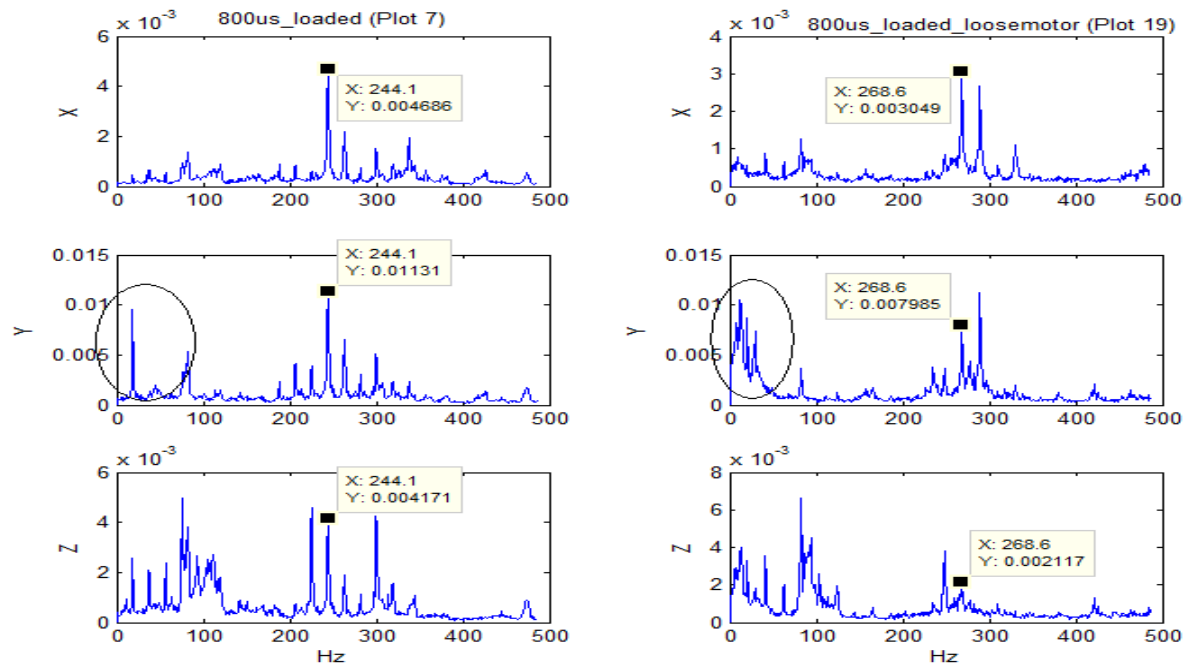 800us_loaded (Plot 7)
x 10^-3
6
4
2
0
X
X: 244.1
Y: 0.004686
0 100 200 300 400 500
0.015
0.01
0.005
0
Y
X: 244.1
Y: 0.01131
0 100 200 300 400 500
x 10^-3
6
4
2
0
Z
X: 244.1
Y: 0.004171
0 100 200 300 400 500
Hz
800us_loaded_loosemotor (Plot 19)
x 10^-3
4
3
2
1
0
X
X: 268.6
Y: 0.003049
0 100 200 300 400 500
0.015
0.01
0.005
0
Y
X: 268.6
Y: 0.007985
0 100 200 300 400 500
x 10^-3
8
6
4
2
0
Z
X: 268.6
Y: 0.002117
0 100 200 300 400 500
Hz